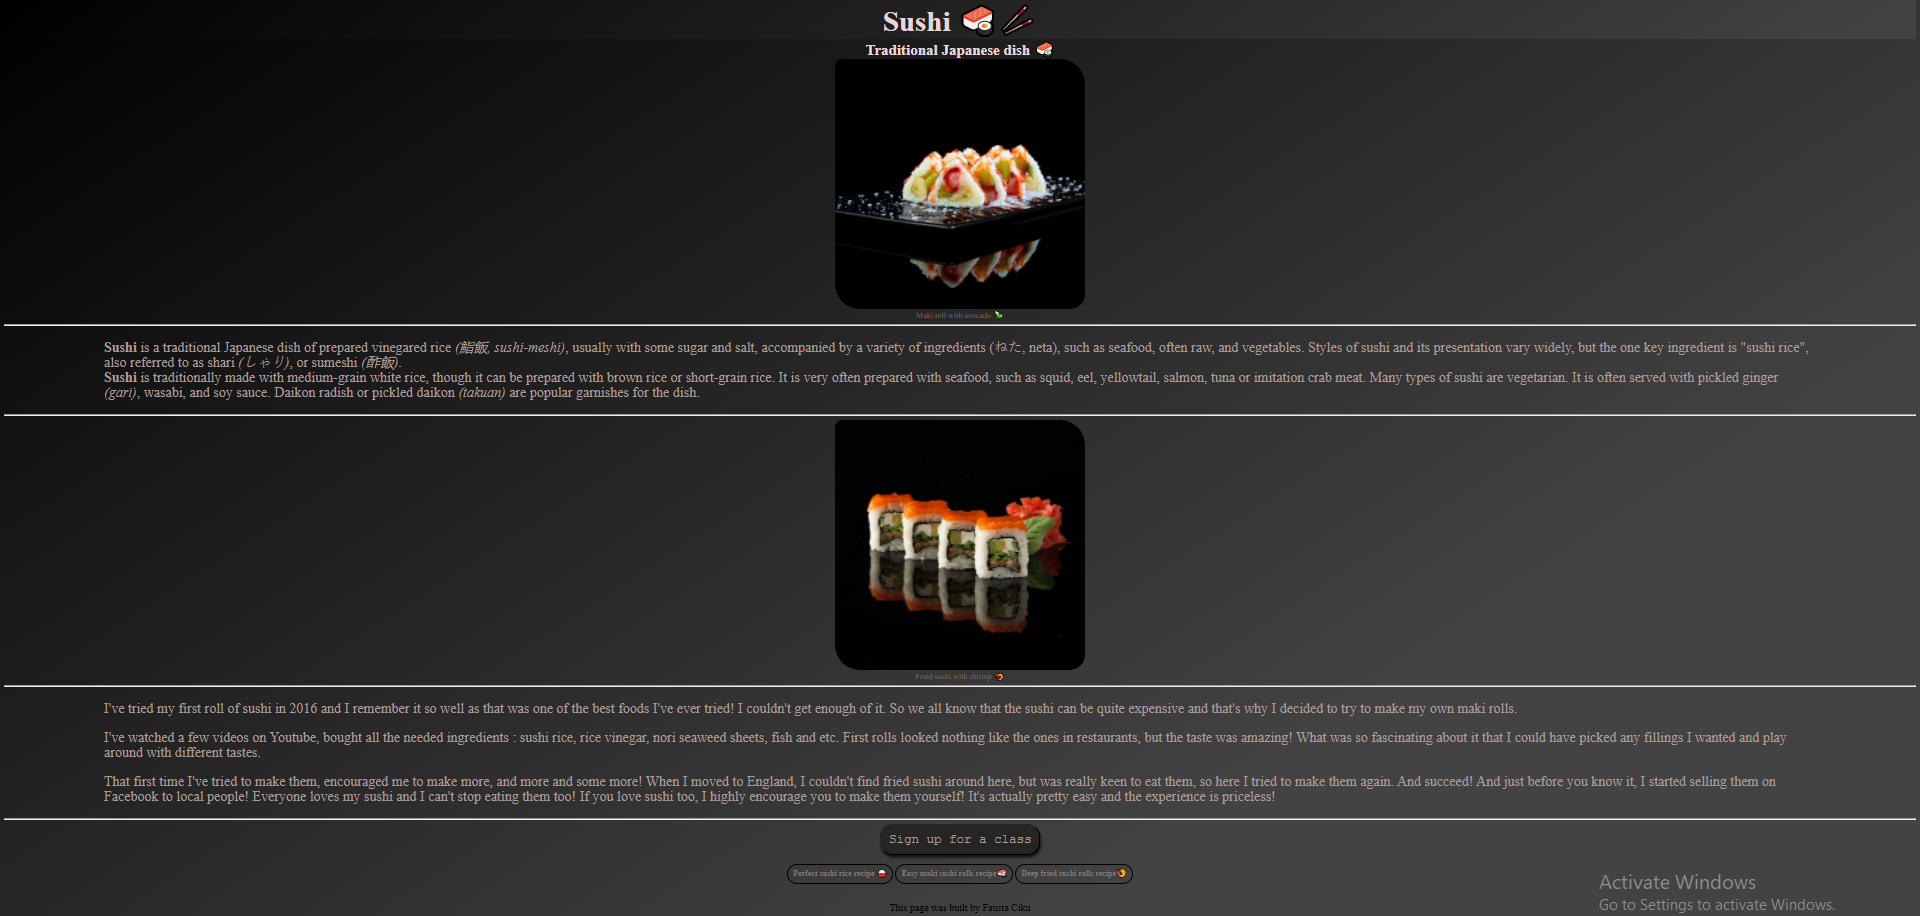 Sushi 🍣🥢
Traditional Japanese dish 🍣
Maki roll with avocado 🥑
Sushi is a traditional Japanese dish of prepared vinegared rice (鮨飯, sushi-meshi), usually with some sugar and salt, accompanied by a variety of ingredients (ねた, neta), such as seafood, often raw, and vegetables. Styles of sushi and its presentation vary widely, but the one key ingredient is "sushi rice",
also referred to as shari (しゃり), or sumeshi (酢飯).
Sushi is traditionally made with medium-grain white rice, though it can be prepared with brown rice or short-grain rice. It is very often prepared with seafood, such as squid, eel, yellowtail, salmon, tuna or imitation crab meat. Many types of sushi are vegetarian. It is often served with pickled ginger
(gari), wasabi, and soy sauce. Daikon radish or pickled daikon (takuan) are popular garnishes for the dish.
Fried sushi with shrimp 🍤
I've tried my first roll of sushi in 2016 and I remember it so well as that was one of the best foods I've ever tried! I couldn't get enough of it. So we all know that the sushi can be quite expensive and that's why I decided to try to make my own maki rolls.
I've watched a few videos on Youtube, bought all the needed ingredients : sushi rice, rice vinegar, nori seaweed sheets, fish and etc. First rolls looked nothing like the ones in restaurants, but the taste was amazing! What was so fascinating about it that I could have picked any fillings I wanted and play
around with different tastes.
That first time I've tried to make them, encouraged me to make more, and more and some more! When I moved to England, I couldn't find fried sushi around here, but was really keen to eat them, so here I tried to make them again. And succeed! And just before you know it, I started selling them on
Facebook to local people! Everyone loves my sushi and I can't stop eating them too! If you love sushi too, I highly encourage you to make them yourself! It's actually pretty easy and the experience is priceless!
Sign up for a class
Perfect sushi rice recipe 🍚 Easy maki sushi rolls recipe🍣 Deep fried sushi rolls recipe🍤
Activate Windows
Go to Settings to activate Windows.
This page was built by Fausta Ciku